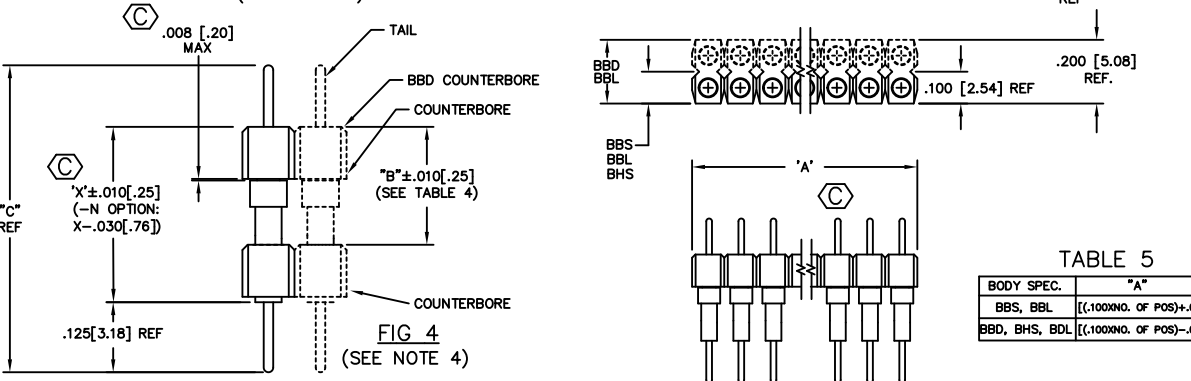 C
.008 [.20]
MAX
TAIL
BBD COUNTERBORE
COUNTERBORE
C
'X'±.010[.25]
(-N OPTION:
X-.030[.76])
"B"±.010[.25]
(SEE TABLE 4)
"C"
REF
COUNTERBORE
.125[3.18] REF
FIG 4
(SEE NOTE 4)
REF
BBD
BBL
.200 [5.08]
REF.
.100 [2.54] REF
BBS
BBL
BHS
'A'
C
TABLE 5
BODY SPEC. "A"
BBS, BBL [(.100XNO. OF POS)+.0
BBD, BHS, BDL [(.100XNO. OF POS)-.0